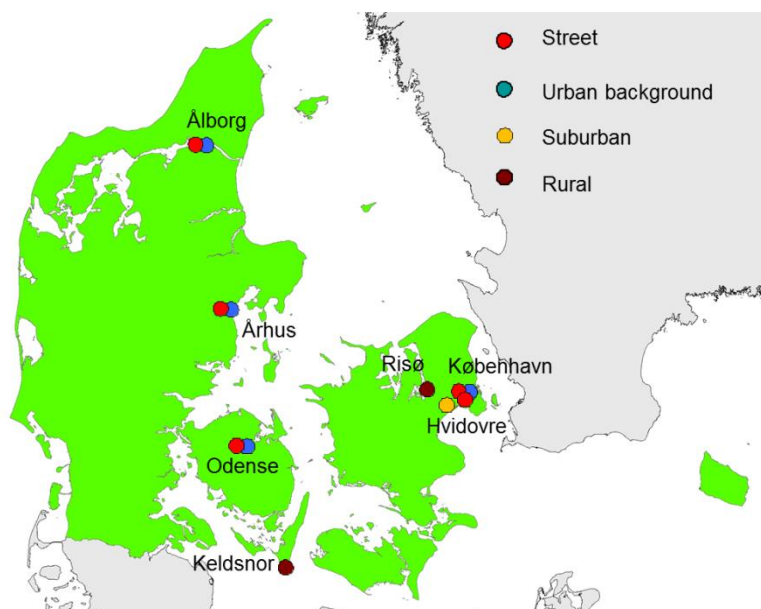 Street
Urban background
Suburban
Rural
Ålborg
Århus
Risø
København
Hvidovre
Odense
Keldsnor